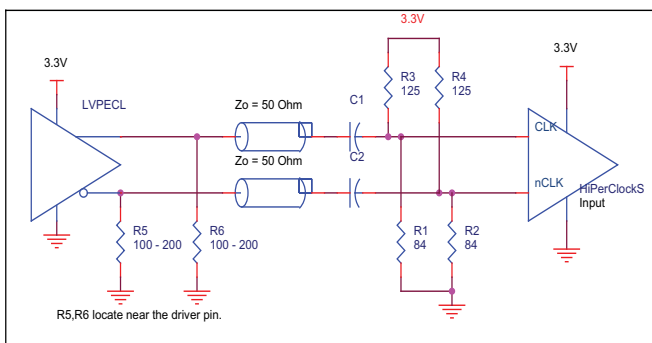 3.3V
3.3V
3.3V
LVPECL
R3
125
R4
125
Zo = 50 Ohm
C1
CLK
Zo = 50 Ohm
C2
nCLK
HiPerClockS
Input
R5
100 - 200
R6
100 - 200
R1
84
R2
84
R5,R6 locate near the driver pin.